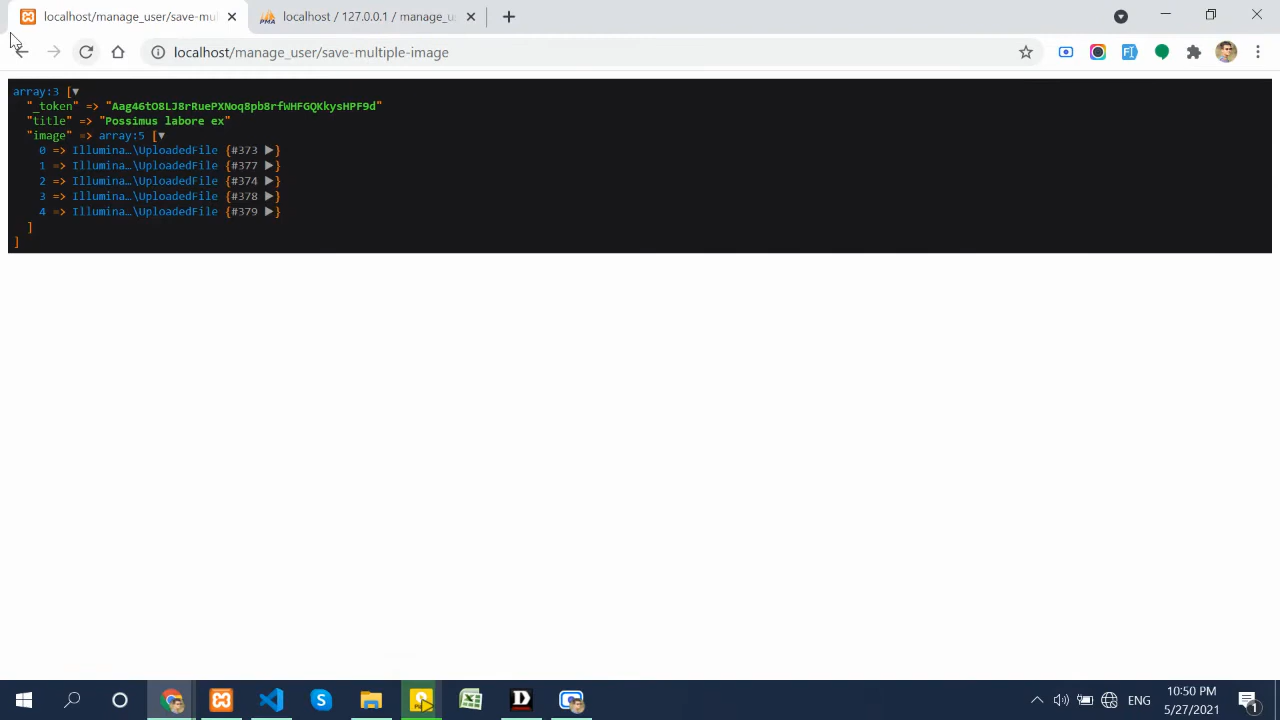 localhost/manage_user/save-mu
localhost / 127.0.0.1 / manage_u
localhost/manage_user/save-multiple-image
array:3 [▼
"_token" => "Aag46tO8LJ8rRuePXNoq8pb8rfWHFGQKkysHPF9d"
"title" => "Possimus labore ex"
"image" => array:5 [▼
0 => Illumina…\UploadedFile {#373 ▶}
1 => Illumina…\UploadedFile {#377 ▶}
2 => Illumina…\UploadedFile {#374 ▶}
3 => Illumina…\UploadedFile {#378 ▶}
4 => Illumina…\UploadedFile {#379 ▶}
]
]
ENG
10:50 PM
5/27/2021
1